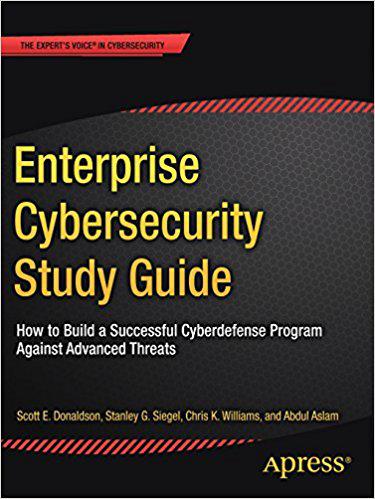 THE EXPERT'S VOICE® IN CYBERSECURITY
Enterprise
Cybersecurity
Study Guide
How to Build a Successful Cyberdefense Program
Against Advanced Threats
Scott E. Donaldson, Stanley G. Siegel, Chris K. Williams, and Abdul Aslam
Apress®